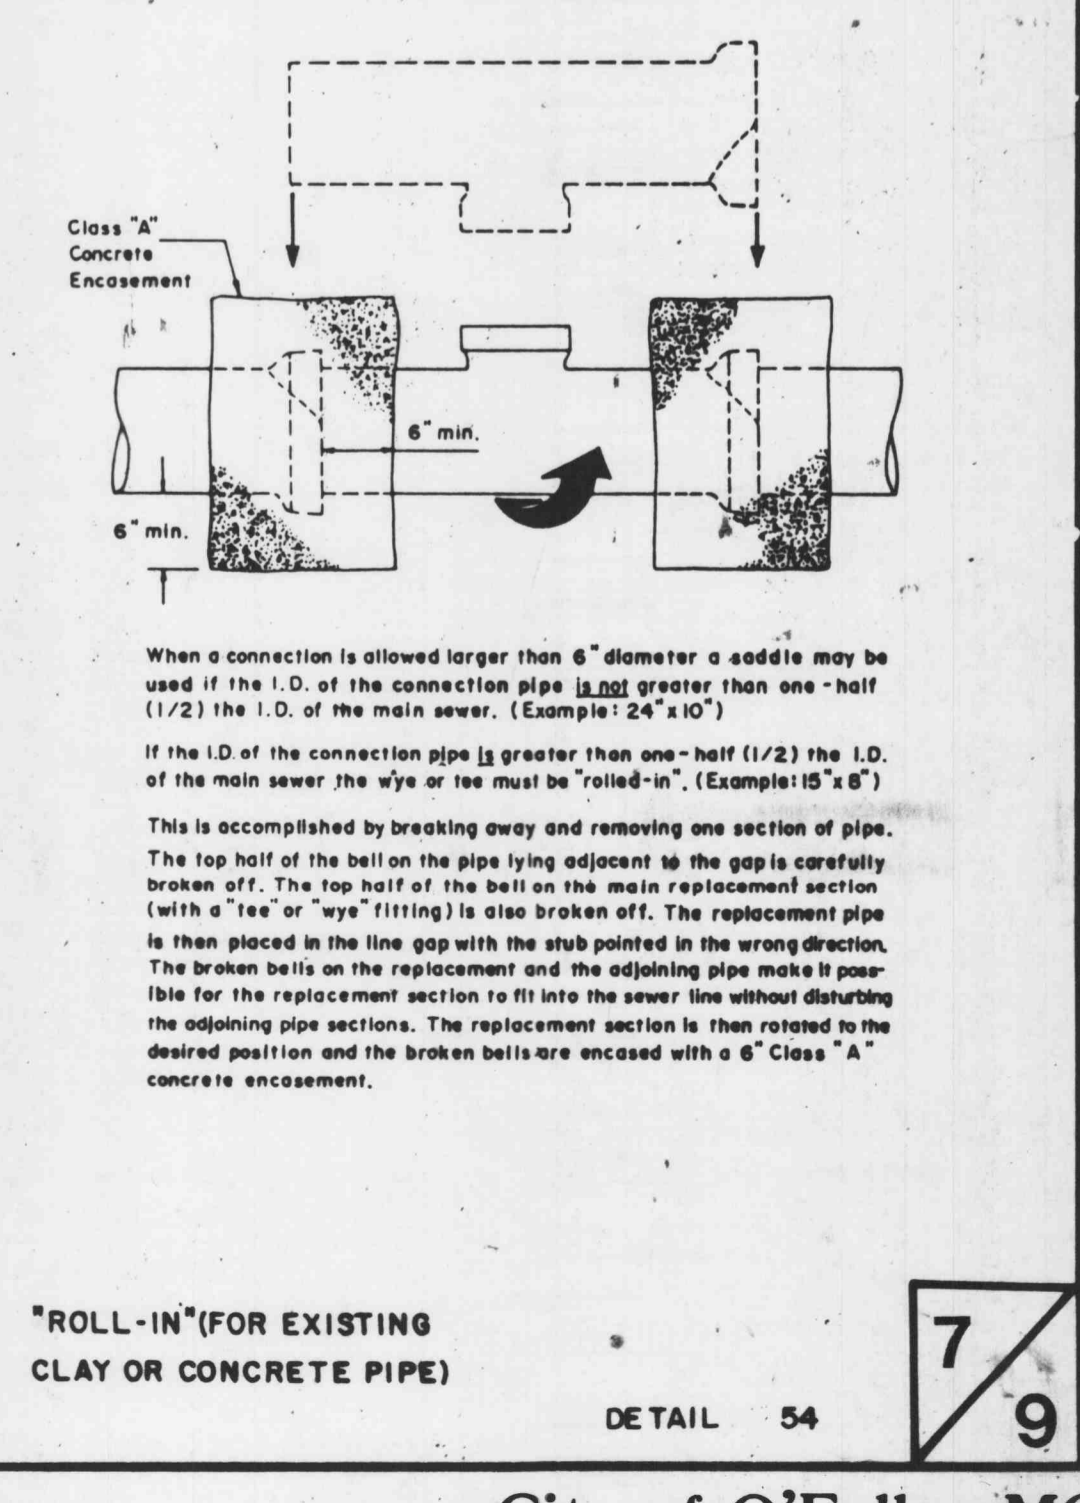 Class "A"
Concrete
Encasement
6" min.
6" min.
When a connection is allowed larger than 6" diameter a saddle may be
used if the I.D. of the connection pipe is not greater than one-half
(1/2) the I.D. of the main sewer. (Example: 24"x10")
If the I.D. of the connection pipe is greater than one-half (1/2) the I.D.
of the main sewer the wye or tee must be "rolled-in". (Example: 15"x 8")
This is accomplished by breaking away and removing one section of pipe.
The top half of the bell on the pipe lying adjacent to the gap is carefully
broken off. The top half of the bell on the main replacement section
(with a "tee" or "wye" fitting) is also broken off. The replacement pipe
is then placed in the line gap with the stub pointed in the wrong direction.
The broken bells on the replacement and the adjoining pipe make it poss-
ible for the replacement section to fit into the sewer line without disturbing
the adjoining pipe sections. The replacement section is then rotated to the
desired position and the broken bells are encased with a 6" Class "A"
concrete encasement.
"ROLL-IN" (FOR EXISTING
CLAY OR CONCRETE PIPE)
DETAIL 54
7
9
City of